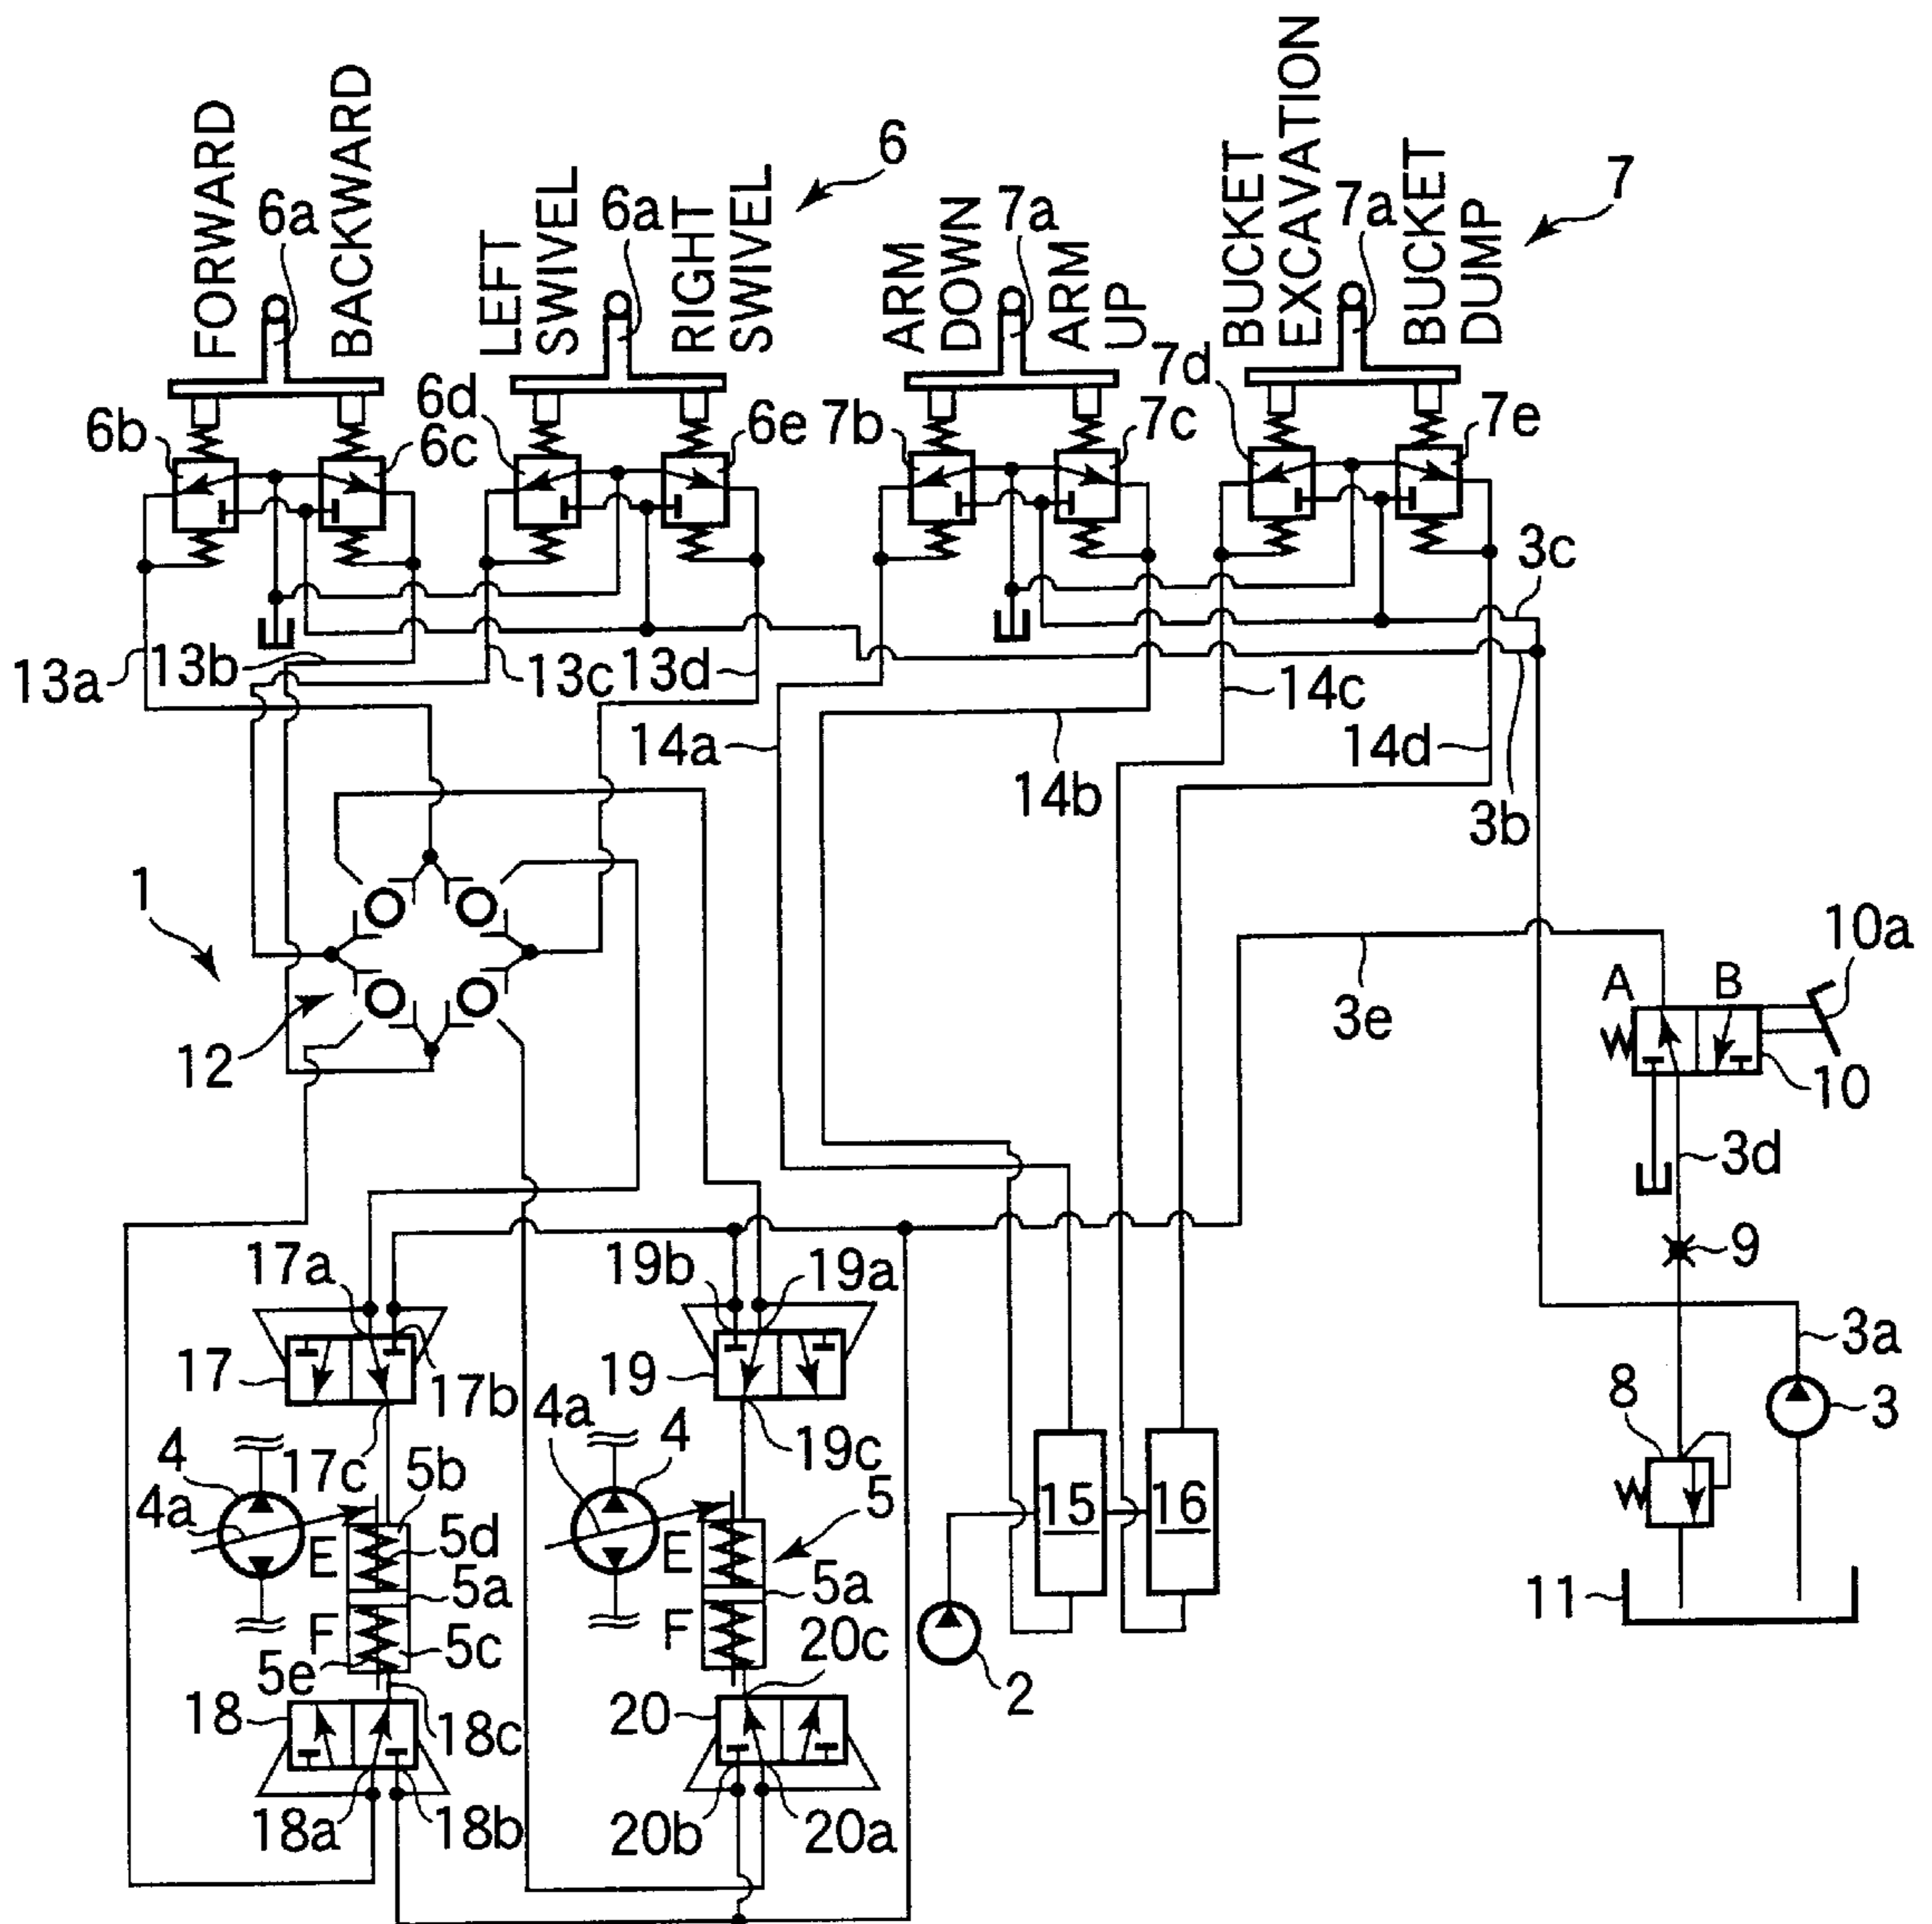 FORWARD
6a
BACKWARD
LEFT
SWIVEL
6a
RIGHT
SWIVEL
6
ARM
DOWN
7a
ARM
UP
BUCKET
EXCAVATION
7a
BUCKET
DUMP
7
6b
6c
6d
6e
7b
7c
7d
7e
3c
13a
13b
13c
13d
14a
14b
14c
14d
3b
1
12
3e
A
B
10a
10
3d
9
17a
19b
19a
17
17b
19
3a
8
3
4
4a
17c
5b
4a
4
19c
5
15
16
E
5d
5a
E
5a
F
5e
5c
F
20c
2
11
18
18c
20
18a
18b
20b
20a